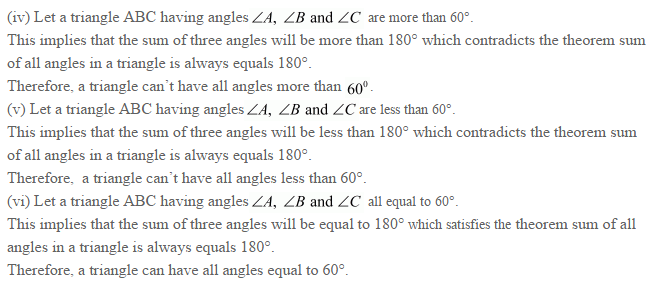 (iv) Let a triangle ABC having angles ∠A, ∠B and ∠C are more than 60°.
This implies that the sum of three angles will be more than 180° which contradicts the theorem sum
of all angles in a triangle is always equals 180°.
Therefore, a triangle can't have all angles more than 60⁰.
(v) Let a triangle ABC having angles ∠A, ∠B and ∠C are less than 60°.
This implies that the sum of three angles will be less than 180° which contradicts the theorem sum
of all angles in a triangle is always equals 180°.
Therefore, a triangle can't have all angles less than 60°.
(vi) Let a triangle ABC having angles ∠A, ∠B and ∠C all equal to 60°.
This implies that the sum of three angles will be equal to 180° which satisfies the theorem sum of all
angles in a triangle is always equals 180°.
Therefore, a triangle can have all angles equal to 60°.